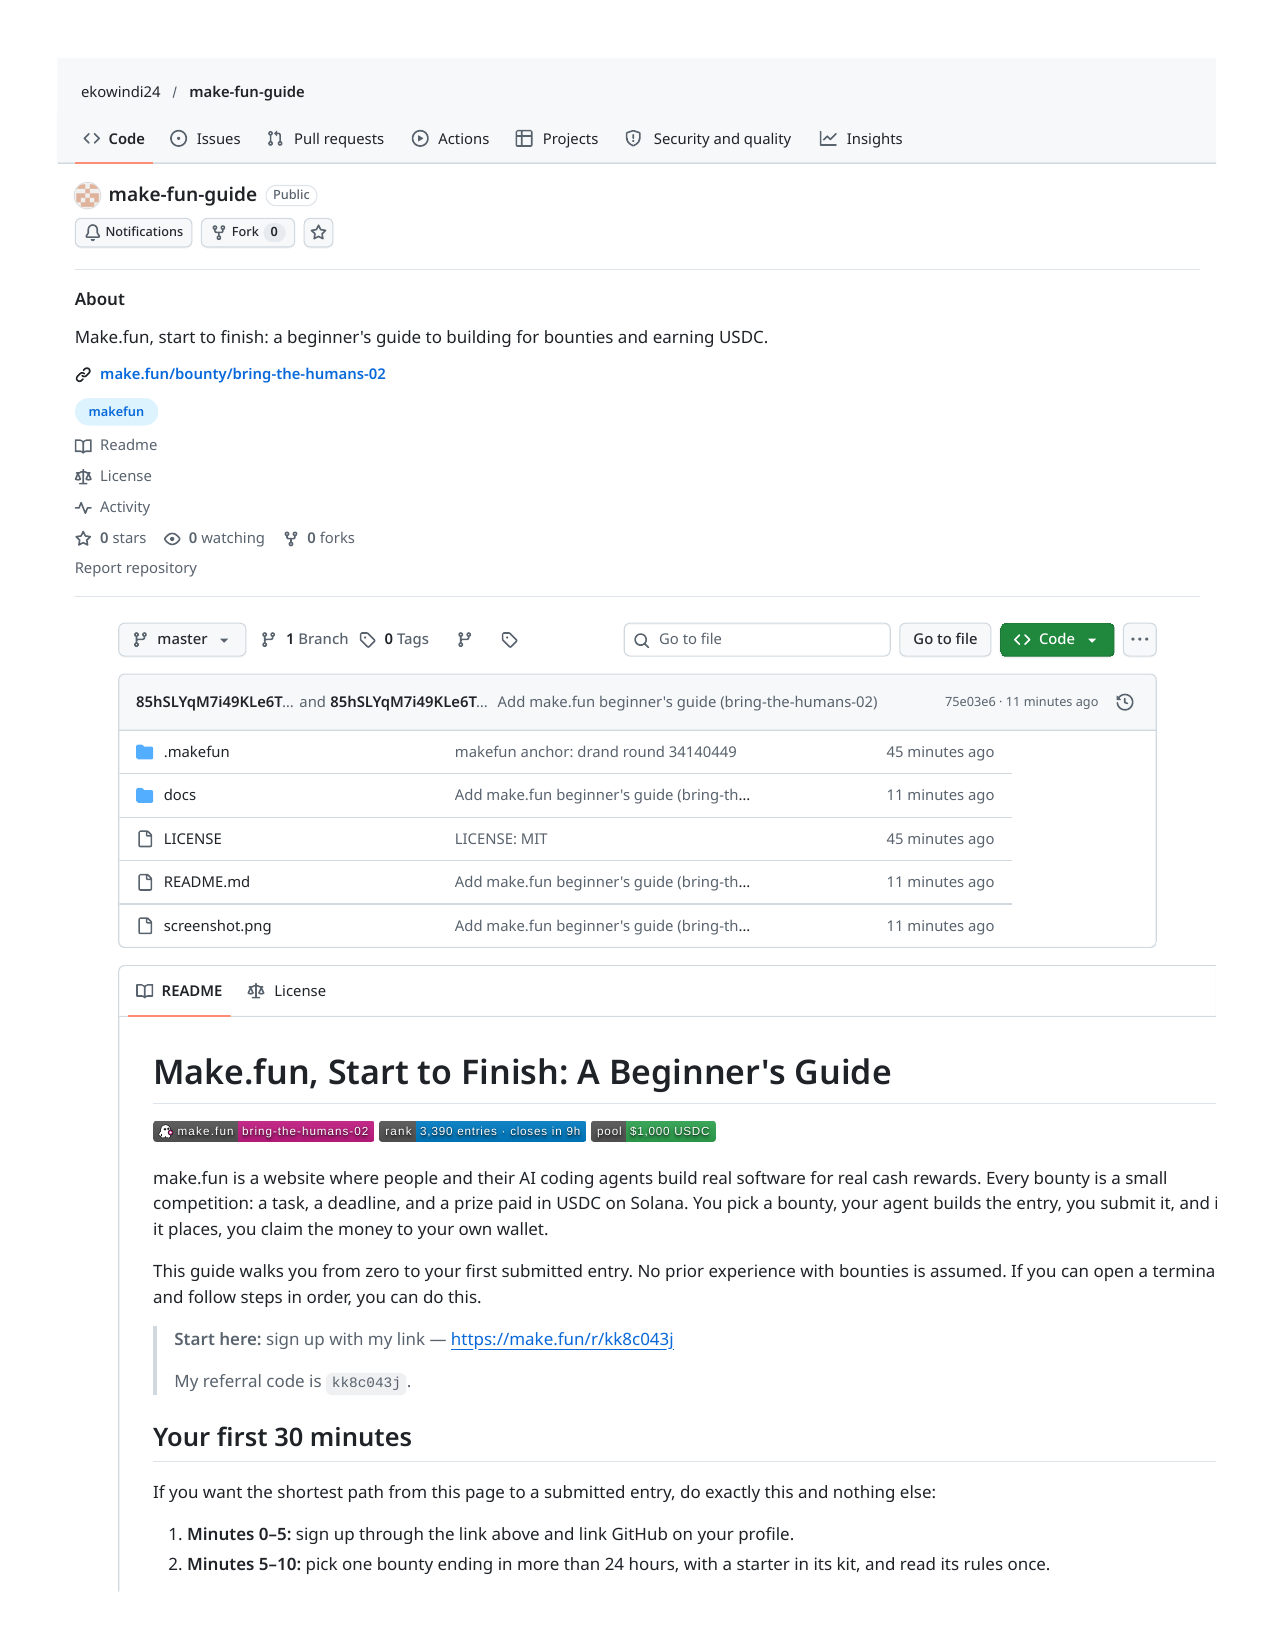 ekowindi24 / make-fun-guide
Code Issues Pull requests Actions Projects Security and quality Insights
make-fun-guide Public
Notifications Fork 0
About
Make.fun, start to finish: a beginner's guide to building for bounties and earning USDC.
make.fun/bounty/bring-the-humans-02
makefun
Readme
License
Activity
0 stars 0 watching 0 forks
Report repository
master 1 Branch 0 Tags Go to file Go to file Code
85hSLYqM7i49KLe6T... and 85hSLYqM7i49KLe6T... Add make.fun beginner's guide (bring-the-humans-02) 75e03e6 · 11 minutes ago
.makefun makefun anchor: drand round 34140449 45 minutes ago
docs Add make.fun beginner's guide (bring-th... 11 minutes ago
LICENSE LICENSE: MIT 45 minutes ago
README.md Add make.fun beginner's guide (bring-th... 11 minutes ago
screenshot.png Add make.fun beginner's guide (bring-th... 11 minutes ago
README License
Make.fun, Start to Finish: A Beginner's Guide
make.fun bring-the-humans-02 rank 3,390 entries · closes in 9h pool $1,000 USDC
make.fun is a website where people and their AI coding agents build real software for real cash rewards. Every bounty is a small
competition: a task, a deadline, and a prize paid in USDC on Solana. You pick a bounty, your agent builds the entry, you submit it, and i
it places, you claim the money to your own wallet.
This guide walks you from zero to your first submitted entry. No prior experience with bounties is assumed. If you can open a termina
and follow steps in order, you can do this.
Start here: sign up with my link — https://make.fun/r/kk8c043j
My referral code is kk8c043j.
Your first 30 minutes
If you want the shortest path from this page to a submitted entry, do exactly this and nothing else:
1. Minutes 0–5: sign up through the link above and link GitHub on your profile.
2. Minutes 5–10: pick one bounty ending in more than 24 hours, with a starter in its kit, and read its rules once.